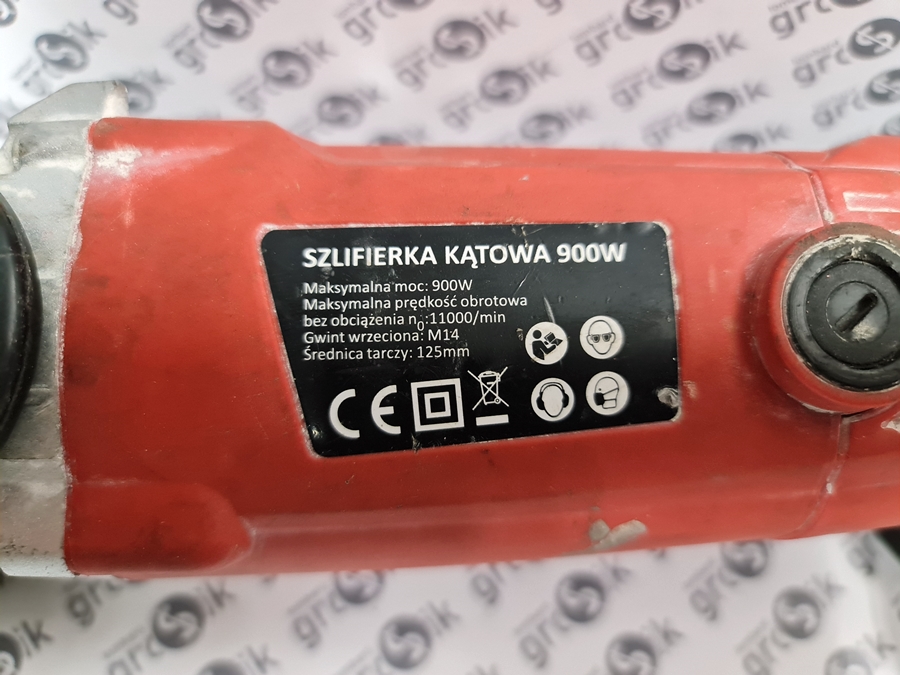 SZLIFIERKA KĄTOWA 900W
Maksymalna moc: 900W
Maksymalna prędkość obrotowa
bez obciążenia n0:11000/min
Gwint wrzeciona: M14
Średnica tarczy: 125mm
CE